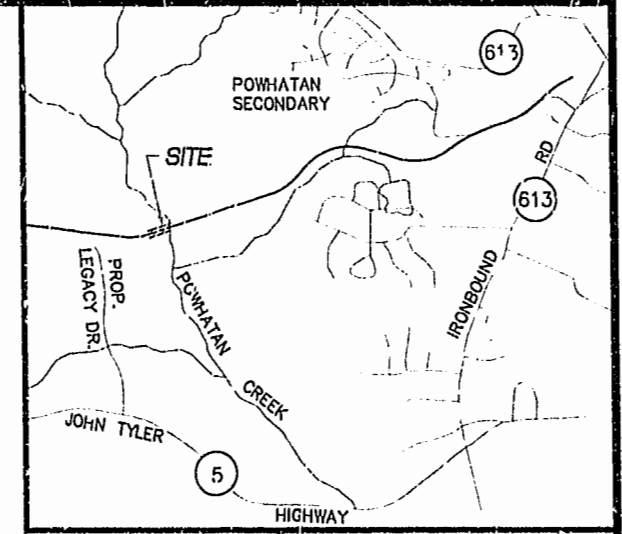 613
POWHATAN
SECONDARY
SITE
RD
613
PROP.
LEGACY DR.
POWHATAN
CREEK
IRONBOUND
JOHN TYLER
5
HIGHWAY